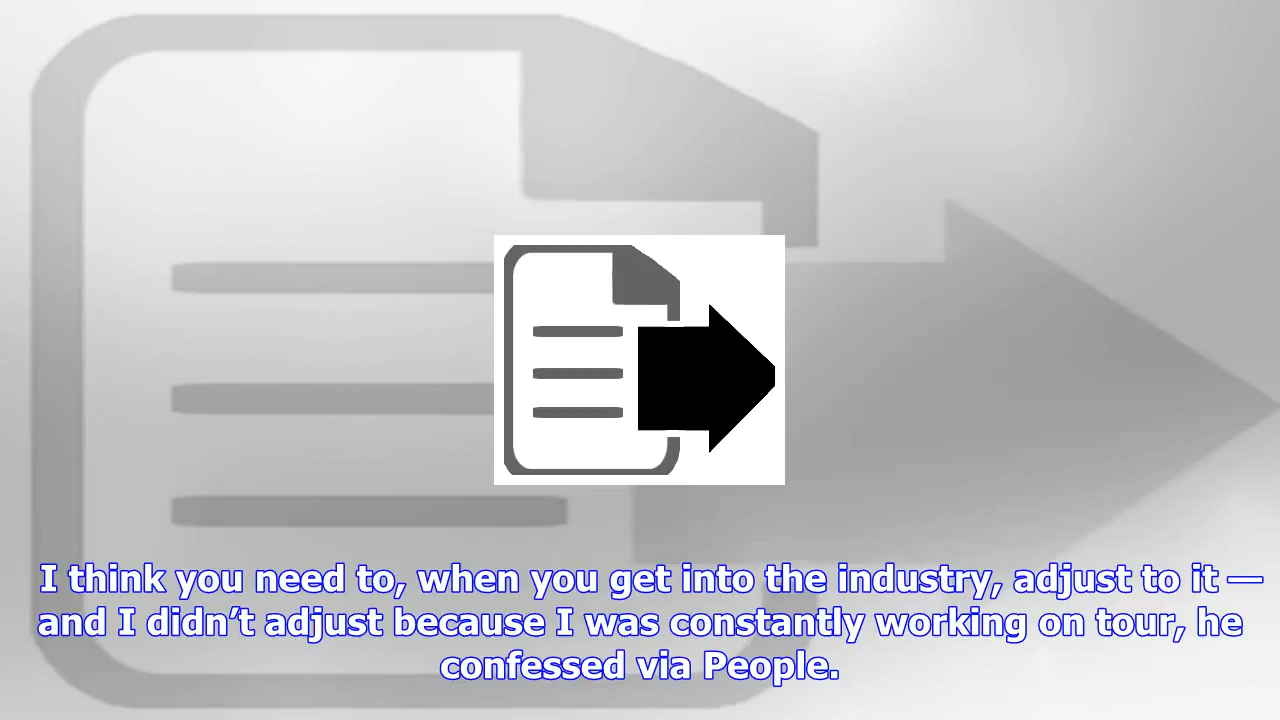 I think you need to, when you get into the industry, adjust to it —
and I didn’t adjust because I was constantly working on tour, he
confessed via People.